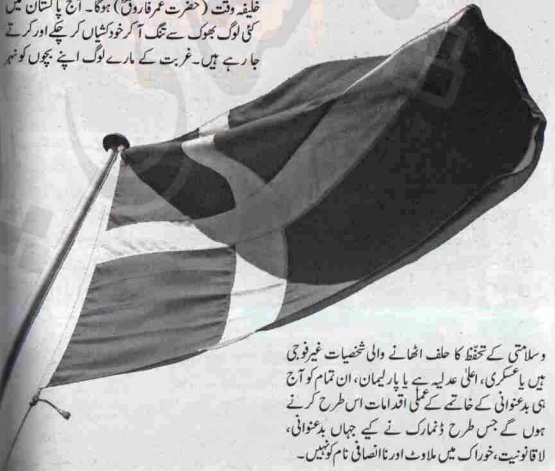 خلیفہ وقت (حضرت عمر فاروقؓ) ہوگا۔ آج پاکستان میں
کئی لوگ بھوک سے تنگ آ کر خودکشیاں کر چکے اور کرتے
جا رہے ہیں۔ غربت کے مارے لوگ اپنے بچوں کو نہر
و سلامتی کے تحفظ کا حلف اٹھانے والی شخصیات غیر فوجی
ہیں یا عسکری، اعلیٰ عدلیہ ہے یا پارلیمان، ان تمام کو آج
ہی بدعنوانی کے خاتمے کے عملی اقدامات اس طرح کرنے
ہوں گے جس طرح ڈنمارک نے کیے جہاں بدعنوانی،
لاقانونیت، خوراک میں ملاوٹ اور ناانصافی نام کو نہیں۔